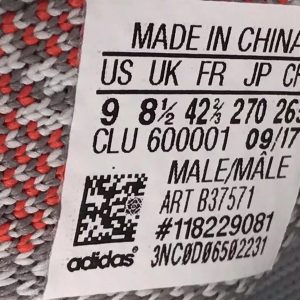 MADE IN CHINA
US UK FR JP
9 8½ 42⅔ 270 265
CLU 600001 09/17
MALE/MÂLE
ART B37571
#118229081
adidas 3NC0D06502231